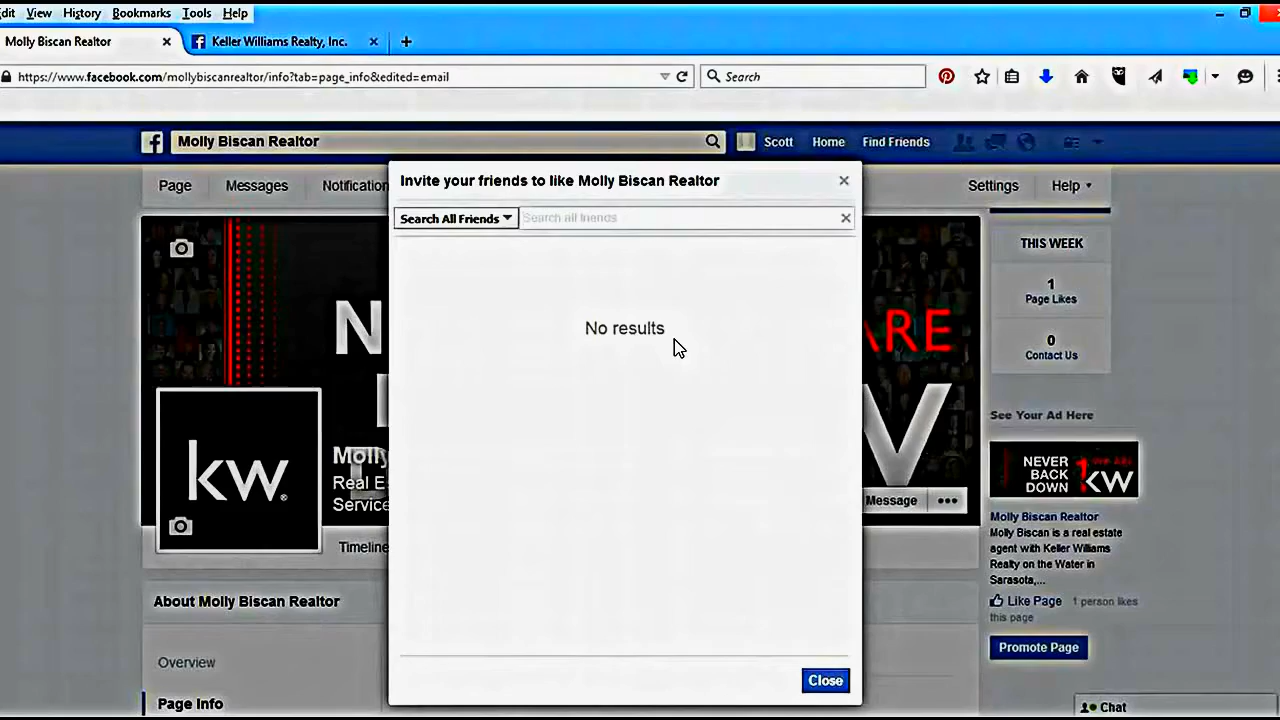 dit View History Bookmarks Tools Help
Molly Biscan Realtor
Keller Williams Realty, Inc.
https://www.facebook.com/mollybiscanrealtor/info?tab=page_info&edited=email
Search
Molly Biscan Realtor
Scott Home Find Friends
Page Messages Notification
Settings Help
Invite your friends to like Molly Biscan Realtor
Search All Friends
Search all friends
No results
Close
THIS WEEK
1
Page Likes
0
Contact Us
See Your Ad Here
NEVER
BACK
DOWN
kw
Molly Biscan Realtor
Molly Biscan is a real estate
agent with Keller Williams
Realty on the Water in
Sarasota,...
Like Page 1 person likes
this page
Promote Page
N
ARE
V
kw
Molly
Real Es
Service
Message
Timeline
About Molly Biscan Realtor
Overview
Page Info
Chat